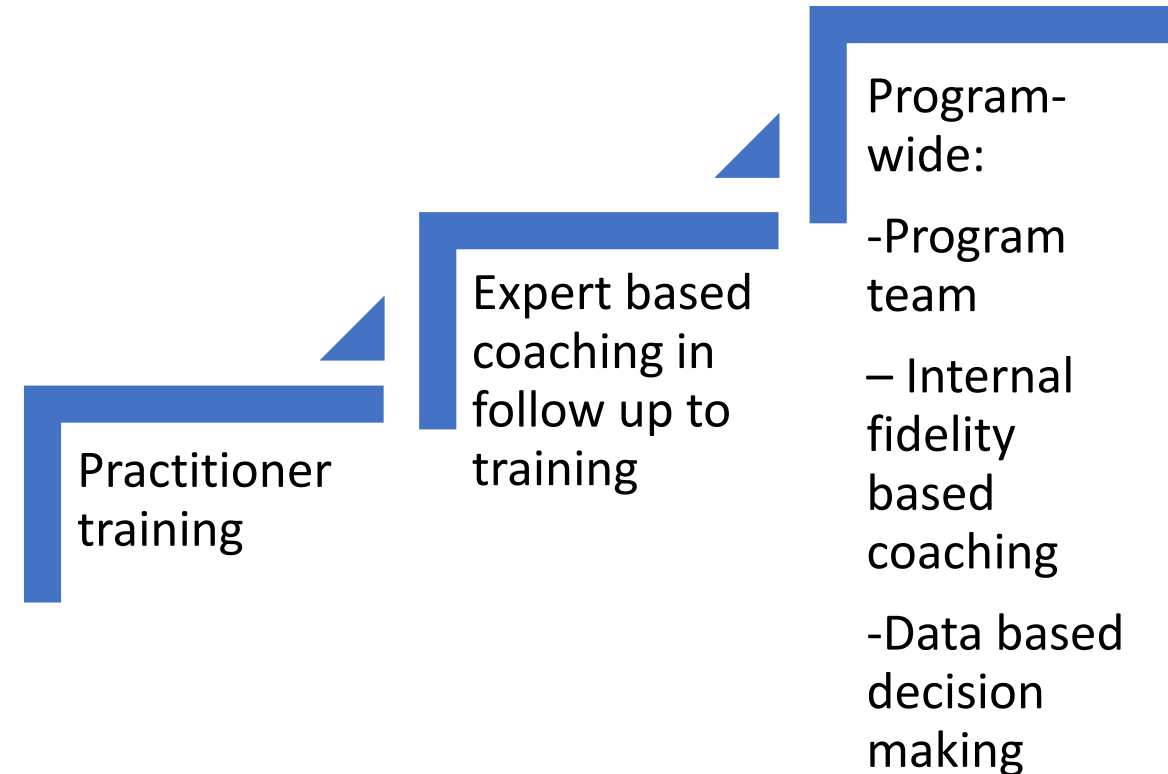 Practitioner
training
Expert based
coaching in
follow up to
training
Program-
wide:
-Program
team
– Internal
fidelity
based
coaching
-Data based
decision
making